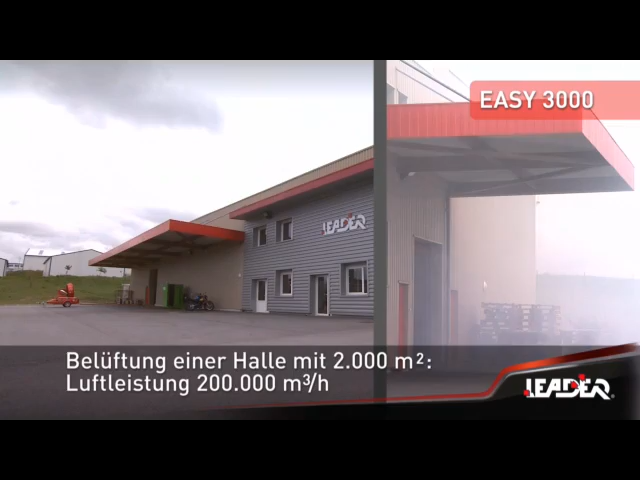 EASY 3000
LEADER
Belüftung einer Halle mit 2.000 m²:
Luftleistung 200.000 m³/h
LEADER®